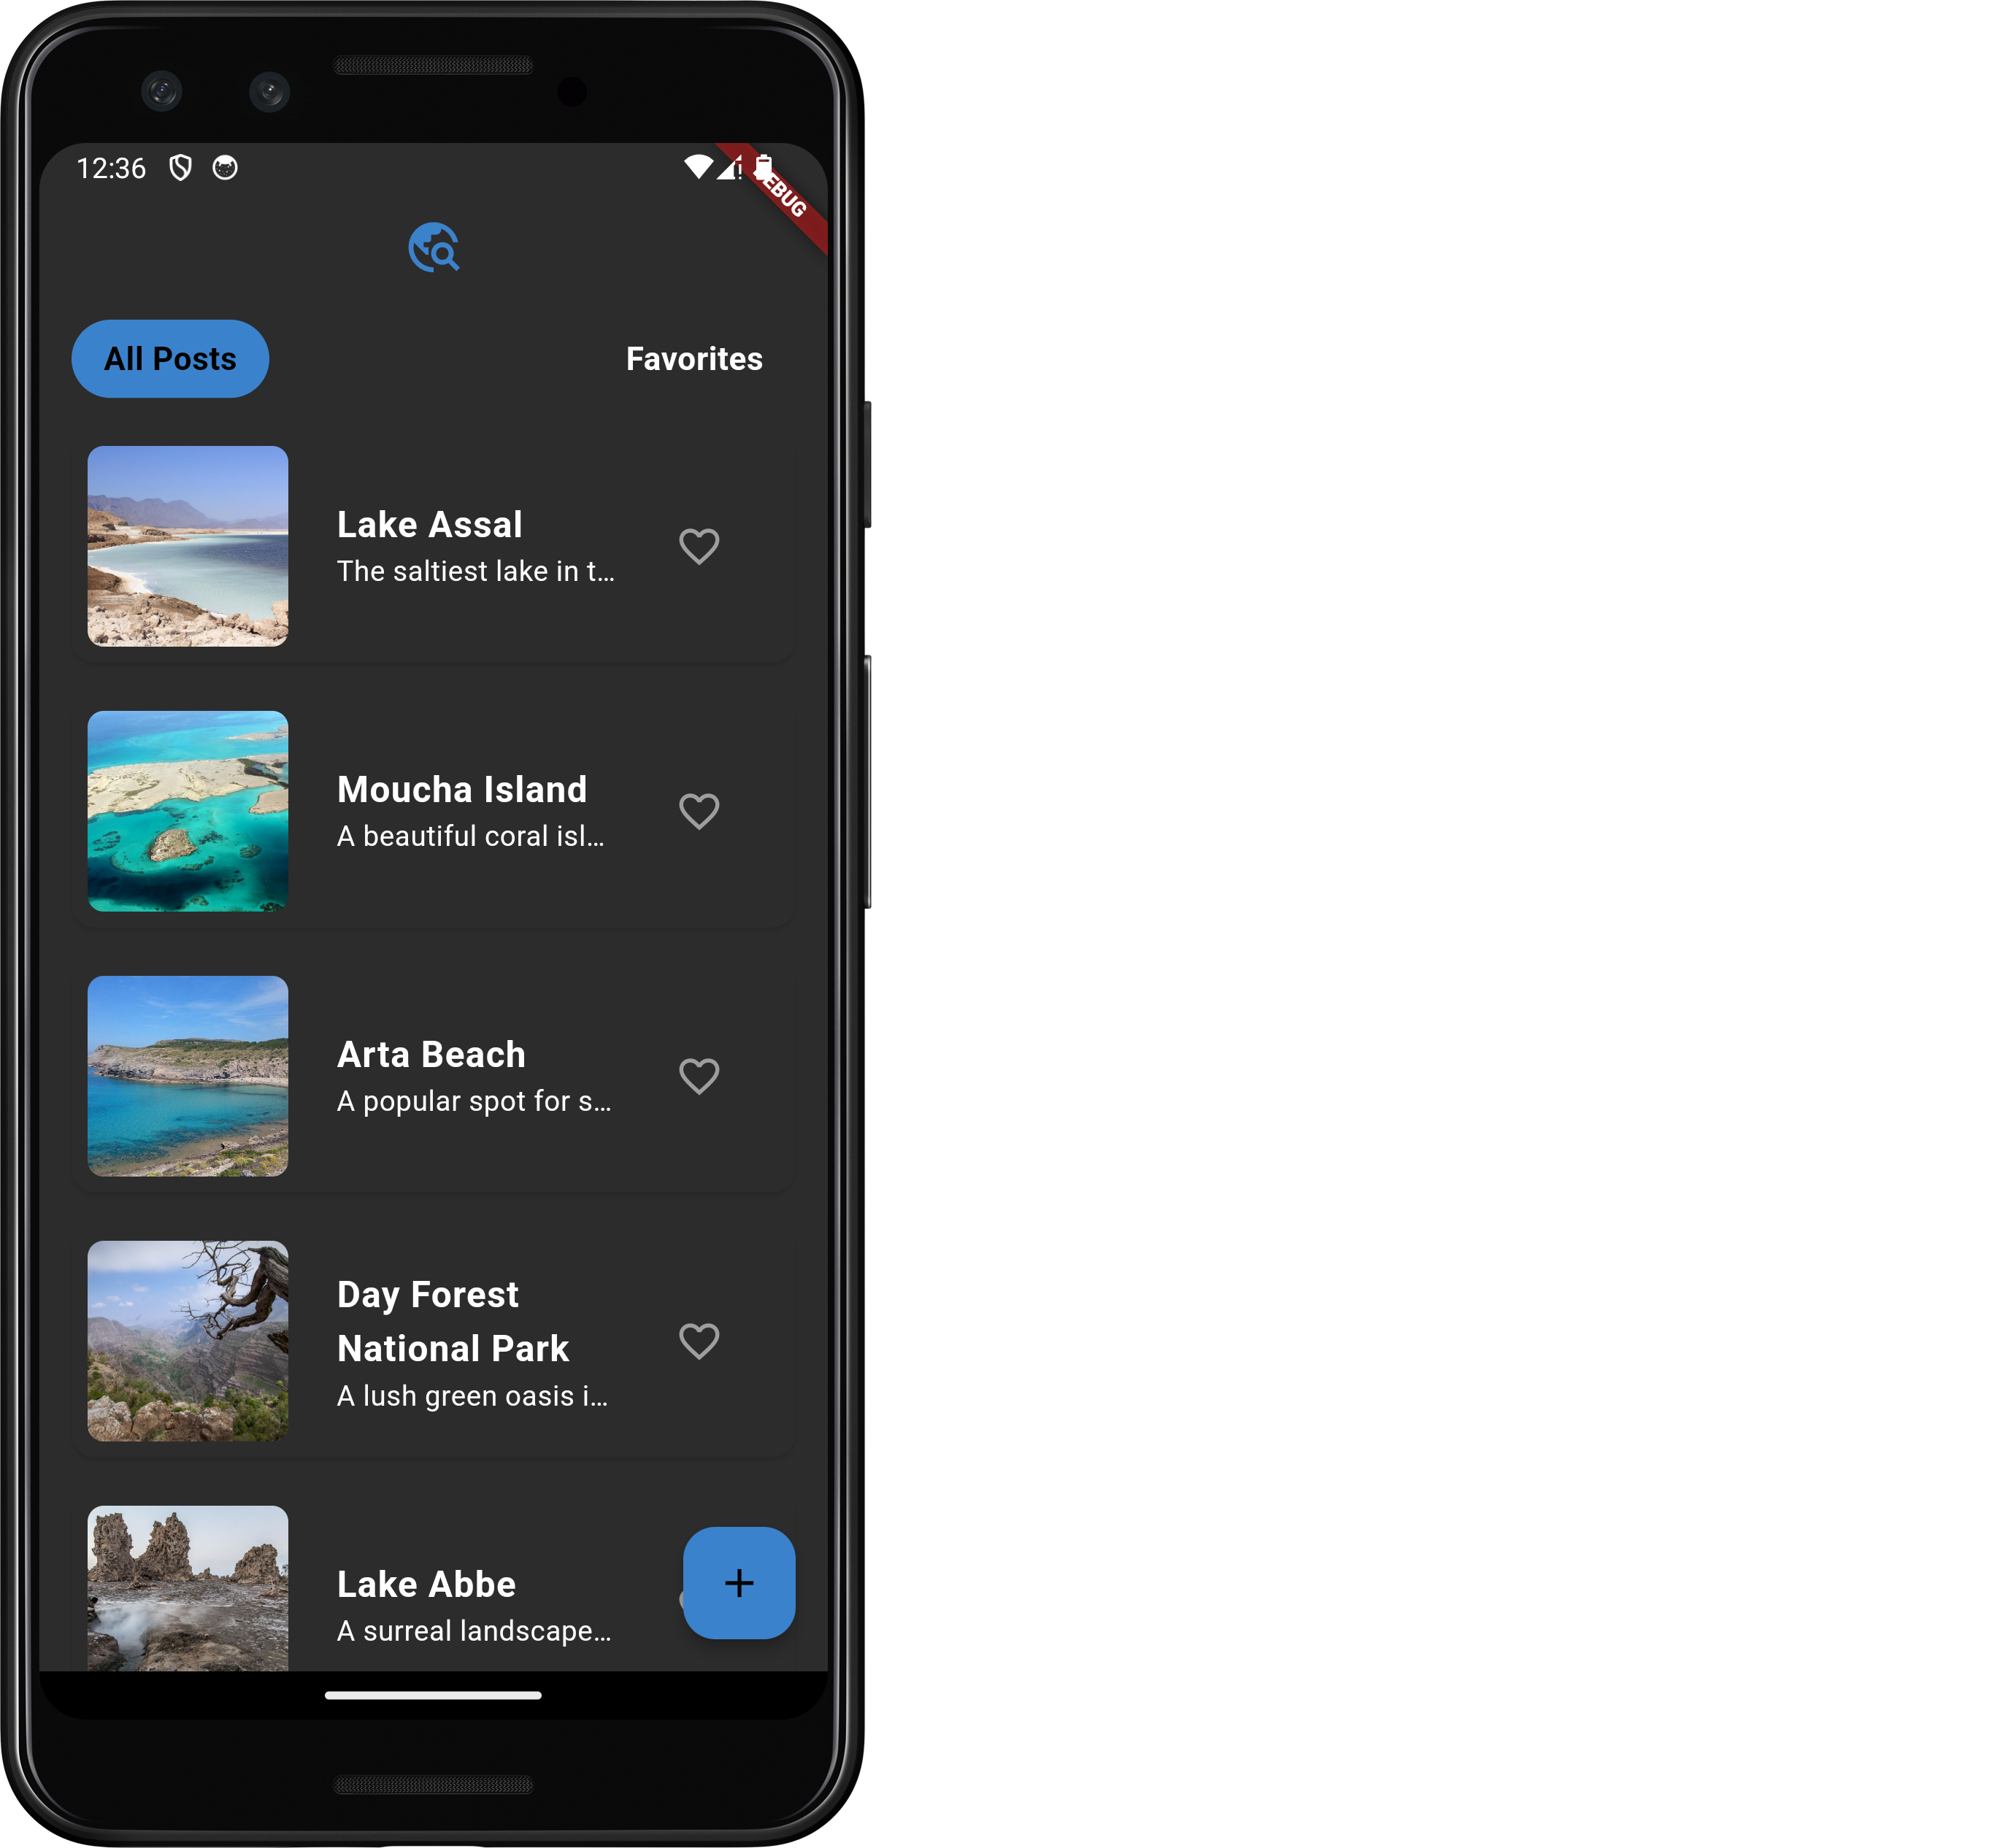 12:36
DEBUG
All Posts
Favorites
Lake Assal
The saltiest lake in t...
Moucha Island
A beautiful coral isl...
Arta Beach
A popular spot for s...
Day Forest
National Park
A lush green oasis i...
Lake Abbe
A surreal landscape...